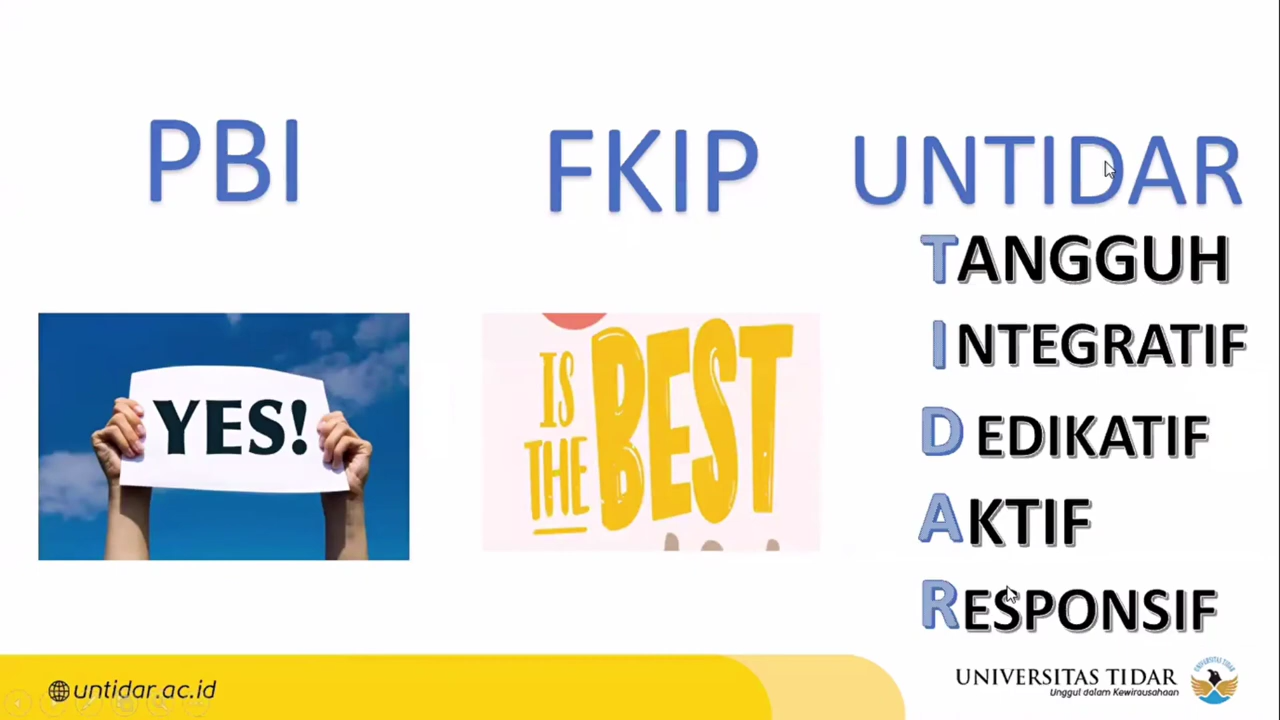 PBI
FKIP
UNTIDAR
YES!
IS
THE
BEST
TANGGUH
INTEGRATIF
DEDIKATIF
AKTIF
RESPONSIF
untidar.ac.id
UNIVERSITAS TIDAR
Unggul dalam Kewirausahaan